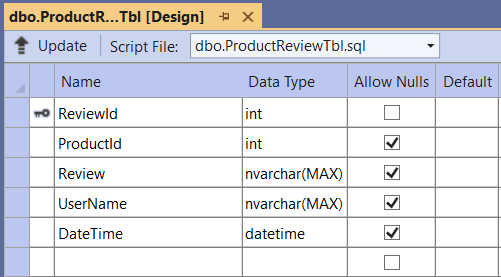 dbo.ProductR...Tbl [Design]
Update Script File: dbo.ProductReviewTbl.sql
Name Data Type Allow Nulls Default
ReviewId int
ProductId int
Review nvarchar(MAX)
UserName nvarchar(MAX)
DateTime datetime